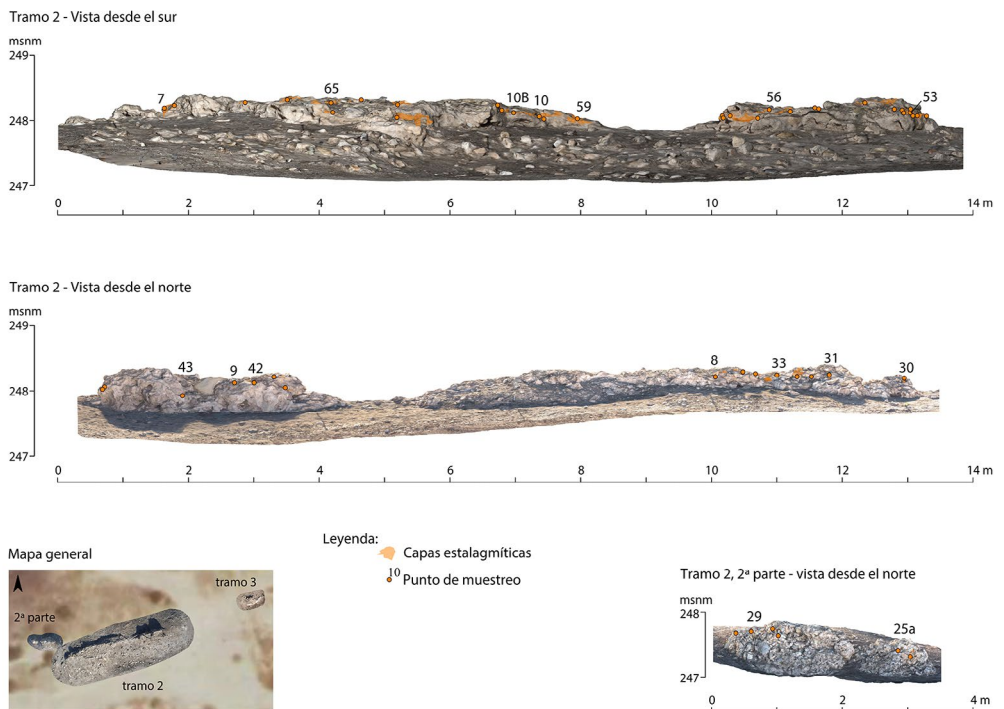 Tramo 2 - Vista desde el sur
msnm
249
248
247
7
65
10B
10
59
56
53
0 2 4 6 8 10 12 14 m
Tramo 2 - Vista desde el norte
msnm
249
248
247
43
9
42
8
33
31
30
0 2 4 6 8 10 12 14 m
Mapa general
2ª parte
tramo 2
tramo 3
Leyenda:
Capas estalagmíticas
10 Punto de muestreo
Tramo 2, 2ª parte - vista desde el norte
msnm
248
247
29
25a
0 2 4 m